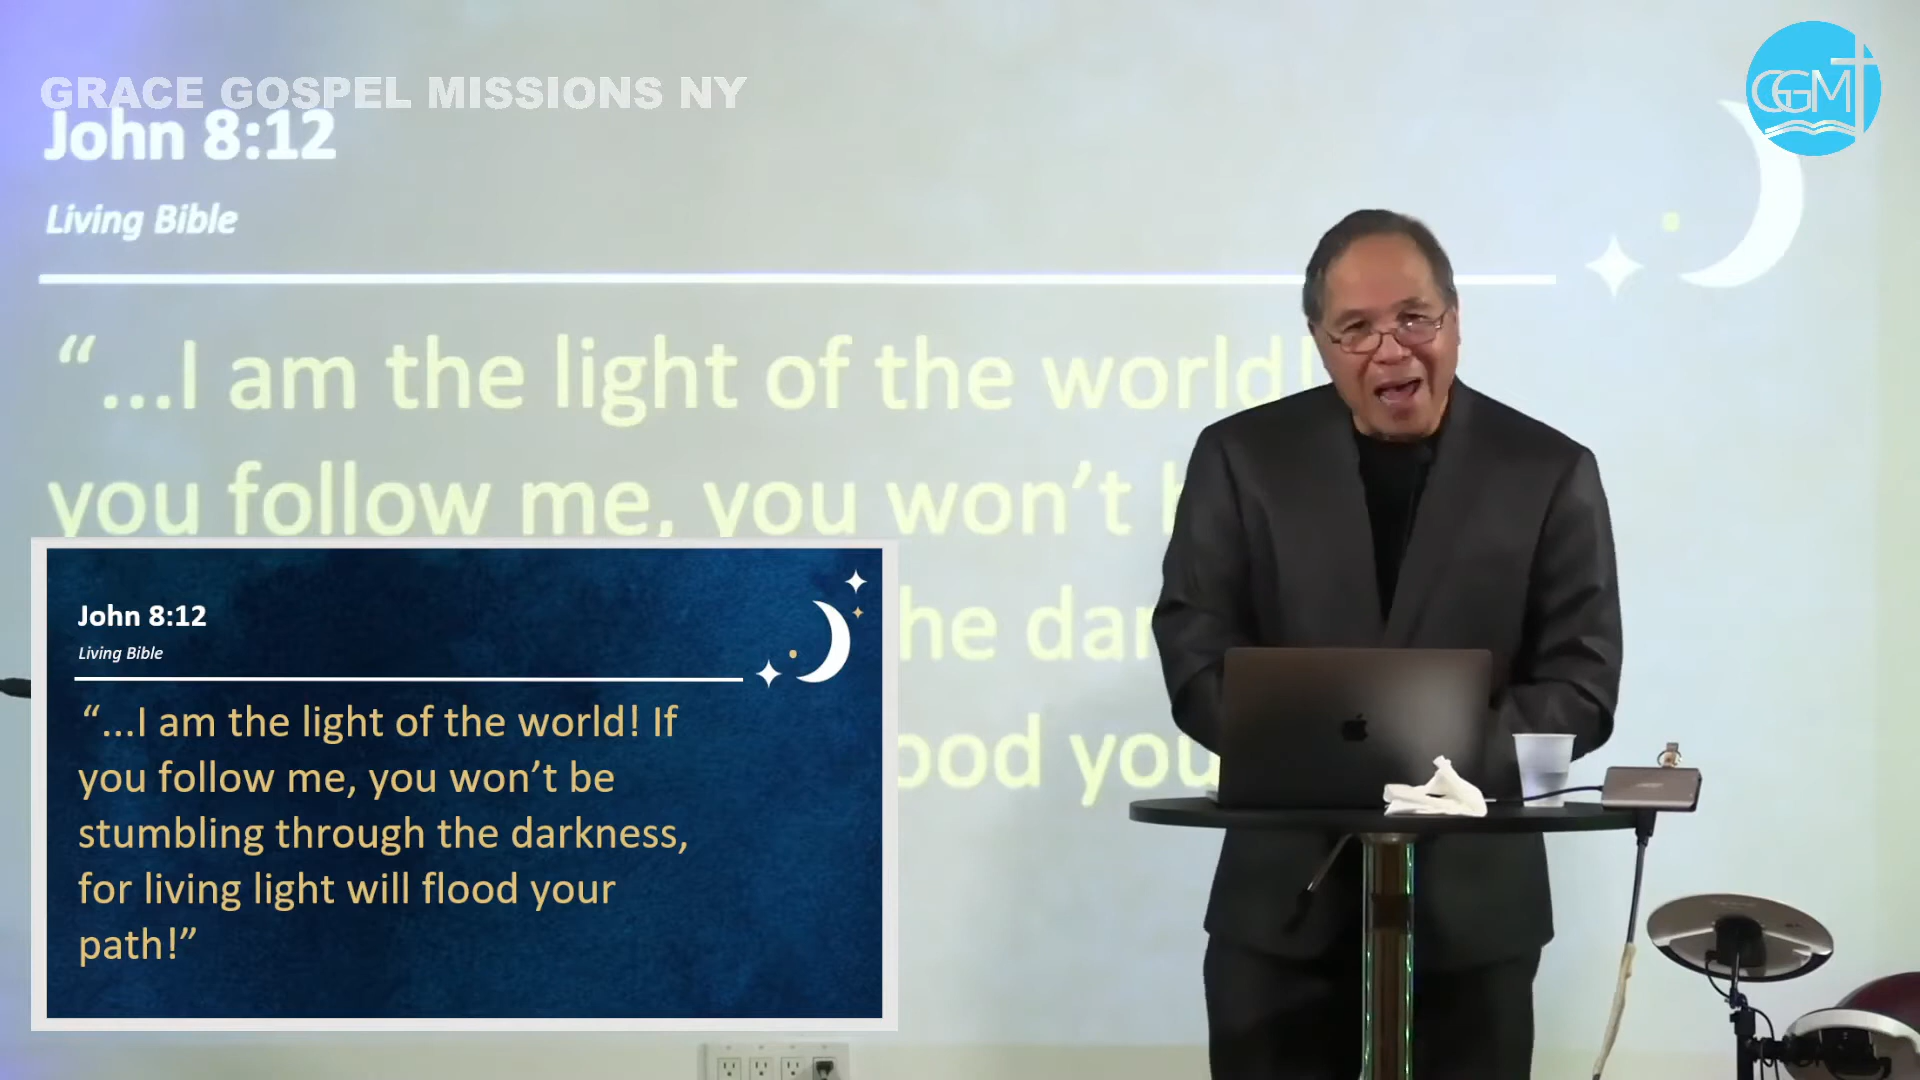 GRACE GOSPEL MISSIONS NY
GGM
John 8:12
Living Bible
“...I am the light of the world!
you follow me, you won’t
he dar
ood you
John 8:12
Living Bible
“...I am the light of the world! If
you follow me, you won’t be
stumbling through the darkness,
for living light will flood your
path!”